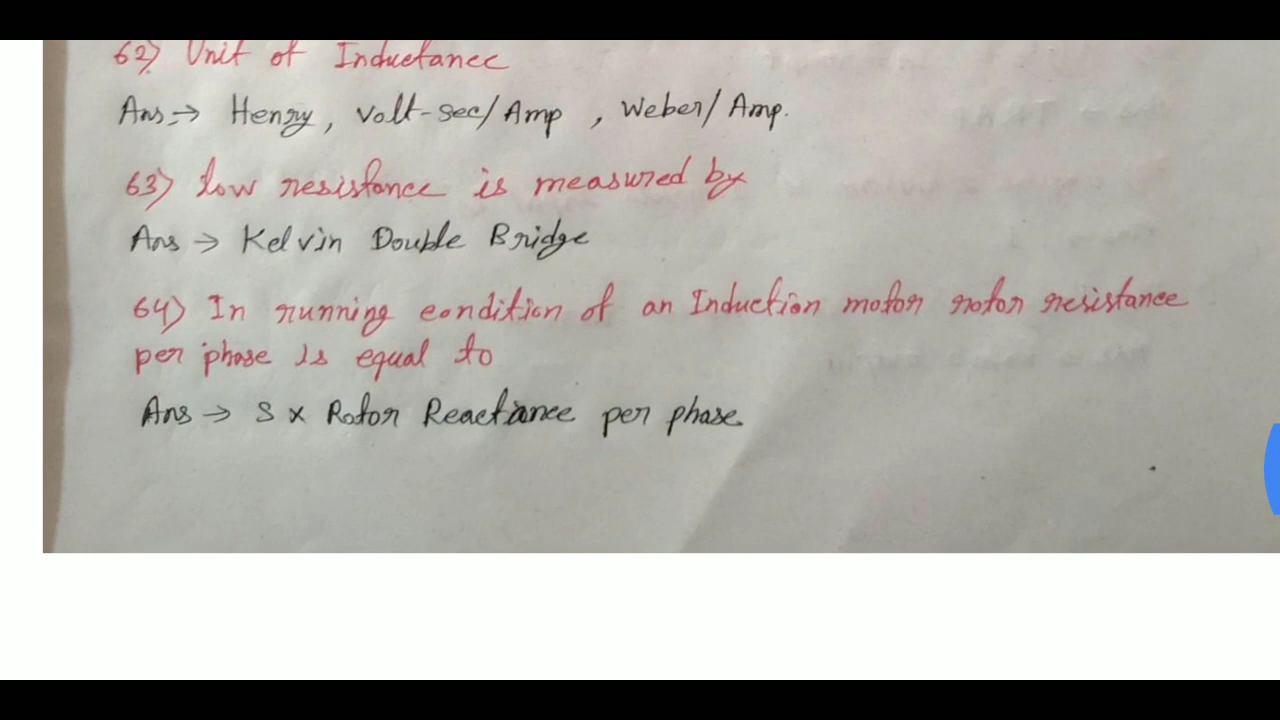 62) Unit of Inductance
Ans:→ Henry, Volt-sec/Amp , Weber/Amp.
63) low resistance is measured by
Ans → Kelvin Double Bridge
64) In running condition of an Induction motor rotor resistance
per phase is equal to
Ans → S × Rotor Reactance per phase